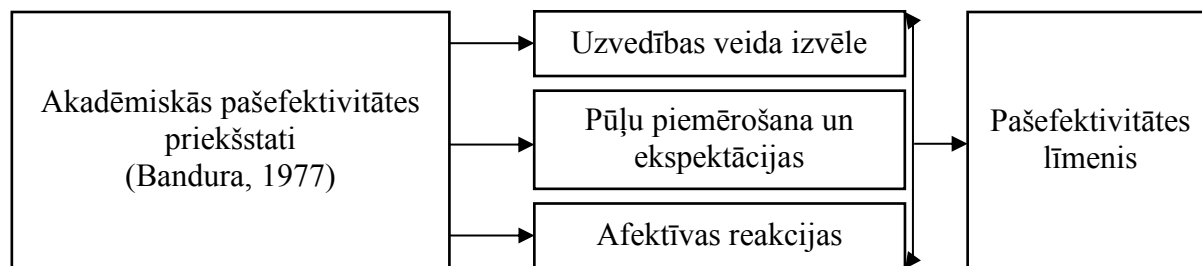 Akadēmiskās pašefektivitātes
priekšstati
(Bandura, 1977)
Uzvedības veida izvēle
Pūļu piemērošana un
ekspektācijas
Afektīvas reakcijas
Pašefektivitātes
līmenis